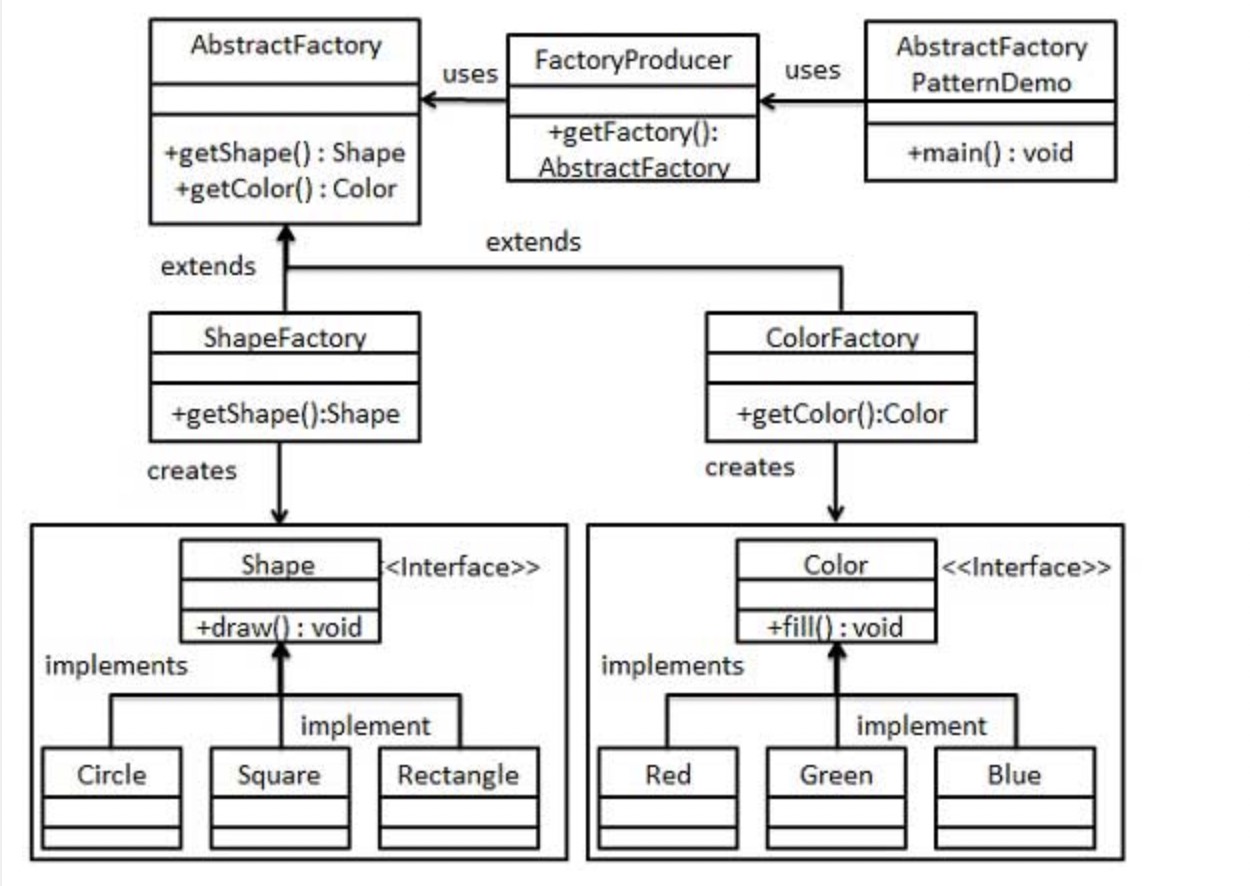 AbstractFactory
+getShape() : Shape
+getColor() : Color
uses
FactoryProducer
+getFactory():
AbstractFactory
uses
AbstractFactory
PatternDemo
+main() : void
extends
extends
ShapeFactory
+getShape():Shape
ColorFactory
+getColor():Color
creates
creates
Shape
<<Interface>>
+draw() : void
implements
implement
Circle
Square
Rectangle
Color
<<Interface>>
+fill() : void
implements
implement
Red
Green
Blue